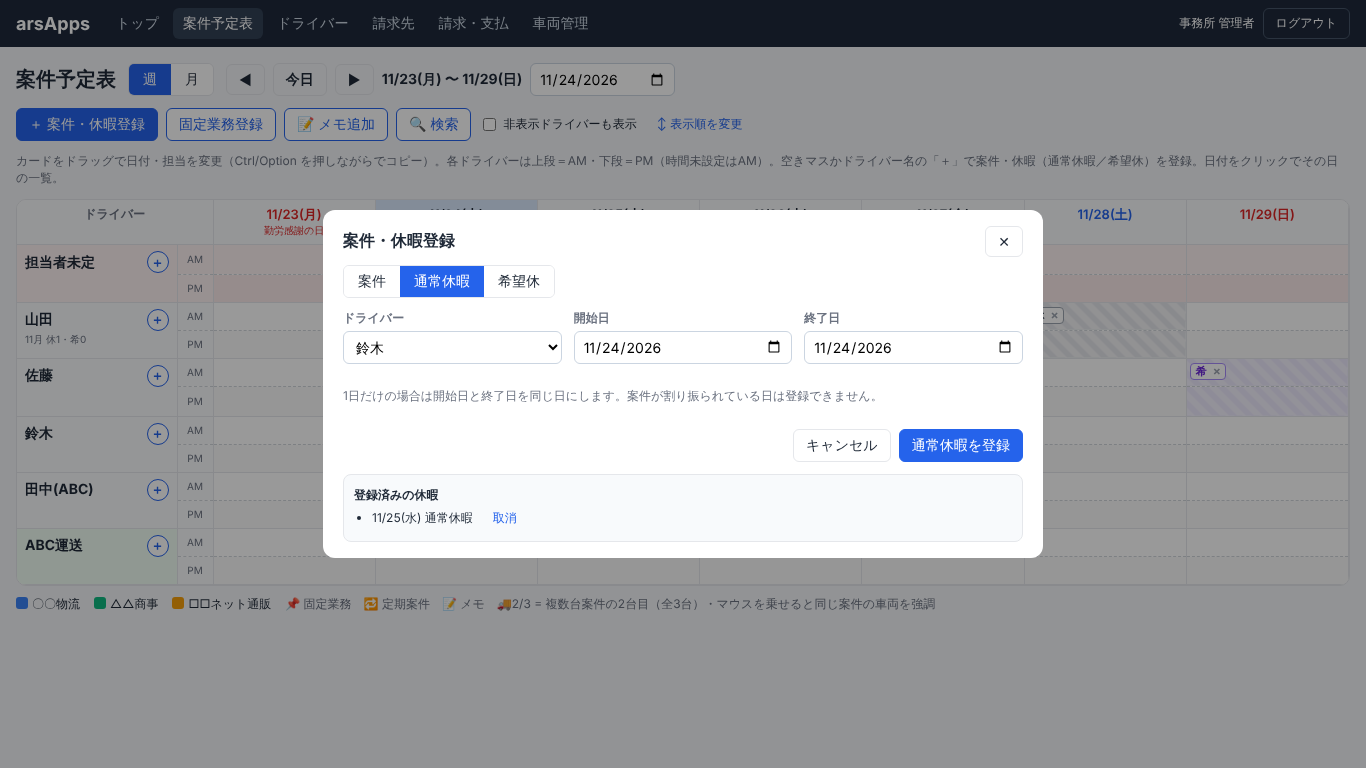 arsApps トップ 案件予定表 ドライバー 請求先 請求・支払 車両管理 事務所 管理者 ログアウト
案件予定表 週 月 ◀ 今日 ▶ 11/23(月) 〜 11/29(日) 11/24/2026
＋ 案件・休暇登録 固定業務登録 📝 メモ追加 🔍 検索 非表示ドライバーも表示 ↕ 表示順を変更
カードをドラッグで日付・担当を変更（Ctrl/Option を押しながらでコピー）。各ドライバーは上段＝AM・下段＝PM（時間未設定はAM）。空きマスかドライバー名の「＋」で案件・休暇（通常休暇／希望休）を登録。日付をクリックでその日
の一覧。
ドライバー 11/23(月) 11/28(土) 11/29(日)
勤労感謝の日
案件・休暇登録 ×
案件 通常休暇 希望休
ドライバー 開始日 終了日
鈴木 11/24/2026 11/24/2026
1日だけの場合は開始日と終了日を同じ日にします。案件が割り振られている日は登録できません。
キャンセル 通常休暇を登録
登録済みの休暇
• 11/25(水) 通常休暇 取消
担当者未定 + AM
PM
山田 + AM ×
11月 休1・希0 PM
佐藤 + AM 希 ×
PM
鈴木 + AM
PM
田中(ABC) + AM
PM
ABC運送 + AM
PM
〇〇物流 △△商事 □□ネット通販 📌 固定業務 🔁 定期案件 📝 メモ 🚚2/3 = 複数台案件の2台目（全3台）・マウスを乗せると同じ案件の車両を強調